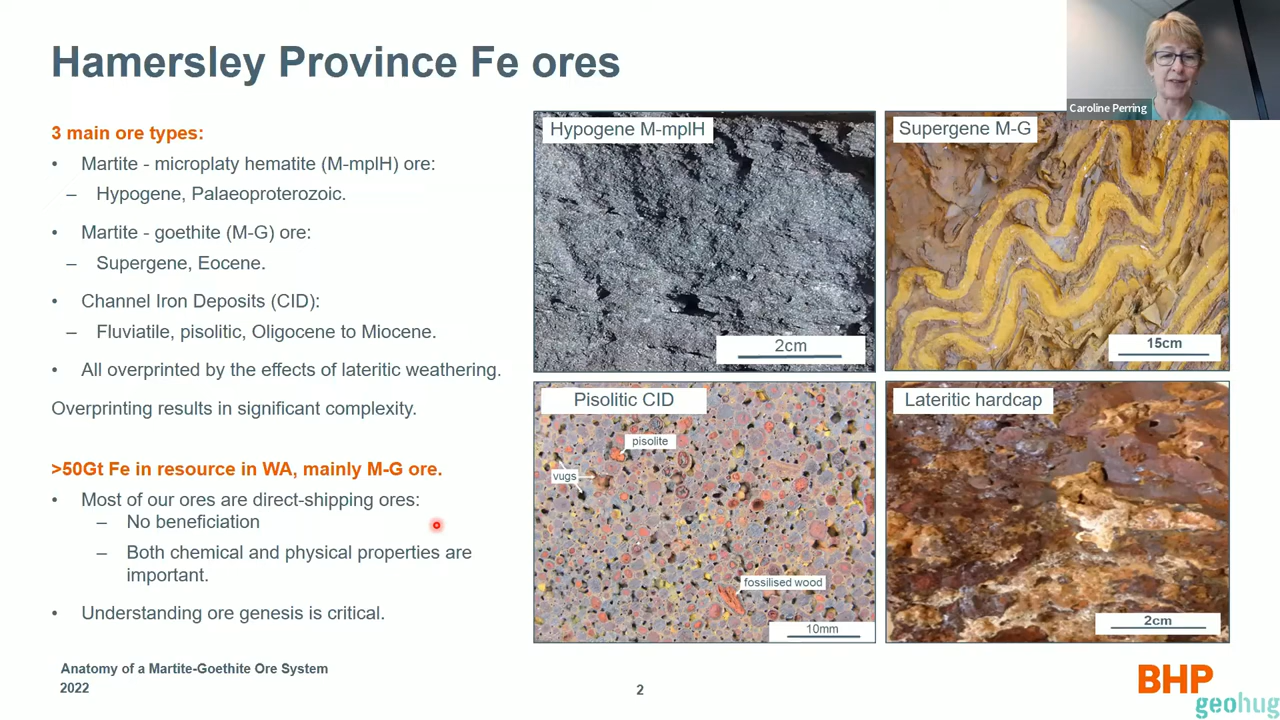 Hamersley Province Fe ores
Caroline Perring
3 main ore types:
• Martite - microplaty hematite (M-mplH) ore:
– Hypogene, Palaeoproterozoic.
• Martite - goethite (M-G) ore:
– Supergene, Eocene.
• Channel Iron Deposits (CID):
– Fluviatile, pisolitic, Oligocene to Miocene.
• All overprinted by the effects of lateritic weathering.
Overprinting results in significant complexity.
>50Gt Fe in resource in WA, mainly M-G ore.
• Most of our ores are direct-shipping ores:
– No beneficiation
– Both chemical and physical properties are
important.
• Understanding ore genesis is critical.
Hypogene M-mplH
2cm
Supergene M-G
15cm
Pisolitic CID
pisolite
vugs
fossilised wood
10mm
Lateritic hardcap
2cm
Anatomy of a Martite-Goethite Ore System
2022
2
BHP
geohug